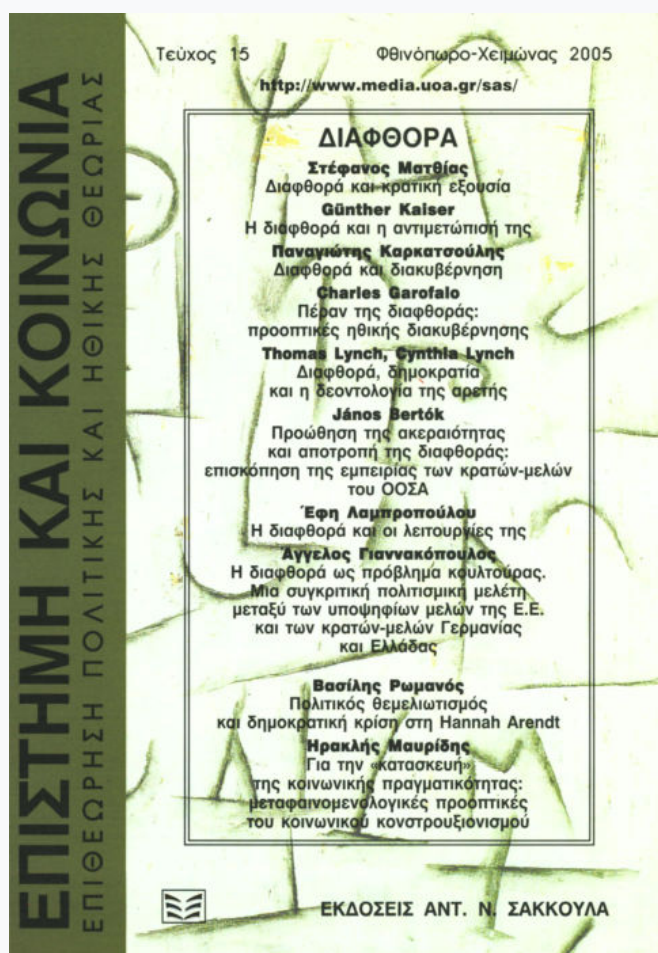 ΕΠΙΣΤΗΜΗ ΚΑΙ ΚΟΙΝΩΝΙΑ
ΕΠΙΘΕΩΡΗΣΗ ΠΟΛΙΤΙΚΗΣ ΚΑΙ ΗΘΙΚΗΣ ΘΕΩΡΙΑΣ
Τεύχος 15 Φθινόπωρο-Χειμώνας 2005
http://www.media.uoa.gr/sas/
ΔΙΑΦΘΟΡΑ
Στέφανος Ματθίας
Διαφθορά και κρατική εξουσία
Günther Kaiser
Η διαφθορά και η αντιμετώπισή της
Παναγιώτης Καρκατσούλης
Διαφθορά και διακυβέρνηση
Charles Garofalo
Πέραν της διαφθοράς:
προοπτικές ηθικής διακυβέρνησης
Thomas Lynch, Cynthia Lynch
Διαφθορά, δημοκρατία
και η δεοντολογία της αρετής
János Bertók
Προώθηση της ακεραιότητας
και αποτροπή της διαφθοράς:
επισκόπηση της εμπειρίας των κρατών-μελών
του ΟΟΣΑ
Έφη Λαμπροπούλου
Η διαφθορά και οι λειτουργίες της
Άγγελος Γιαννακόπουλος
Η διαφθορά ως πρόβλημα κουλτούρας.
Μια συγκριτική πολιτισμική μελέτη
μεταξύ των υποψηφίων μελών της Ε.Ε.
και των κρατών-μελών Γερμανίας
και Ελλάδας
Βασίλης Ρωμανός
Πολιτικός θεμελιωτισμός
και δημοκρατική κρίση στη Hannah Arendt
Ηρακλής Μαυρίδης
Για την «κατασκευή»
της κοινωνικής πραγματικότητας:
μεταφαινομενολογικές προοπτικές
του κοινωνικού κονστρουξιονισμού
ΕΚΔΟΣΕΙΣ ΑΝΤ. Ν. ΣΑΚΚΟΥΛΑ